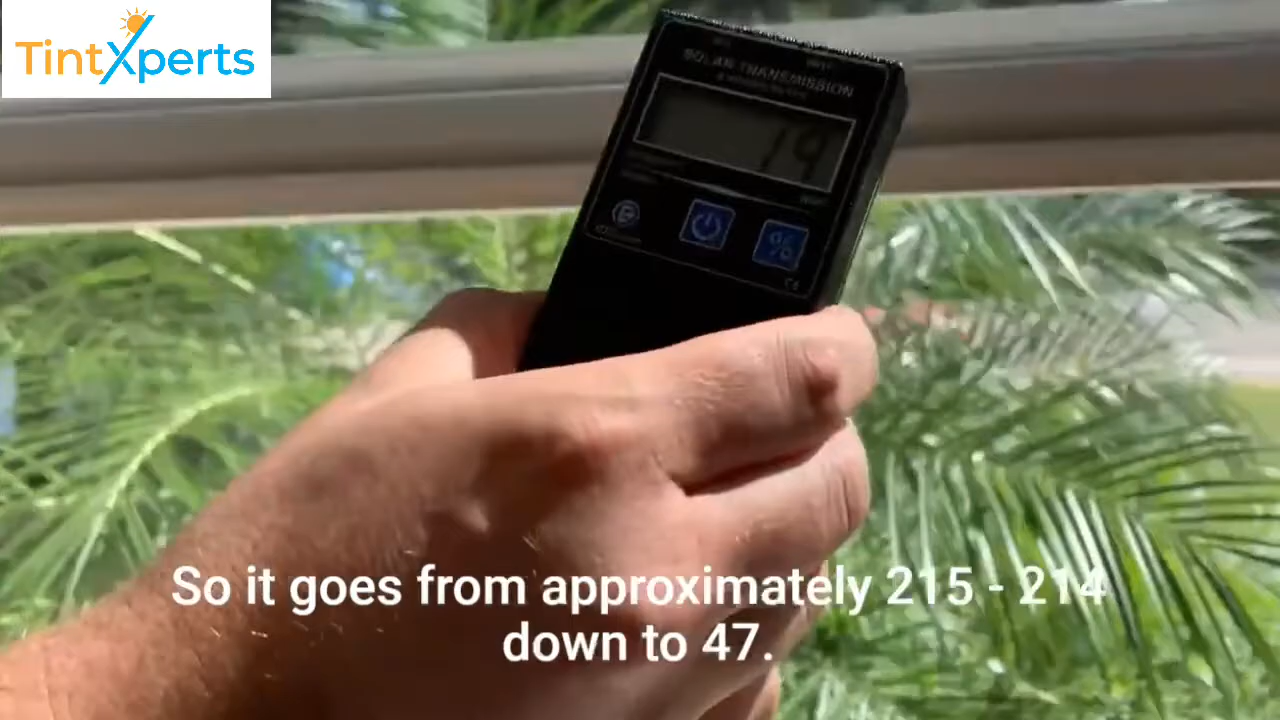 TintXperts
SOLAR TRANSMISSION
19
%
So it goes from approximately 215 - 214
down to 47.